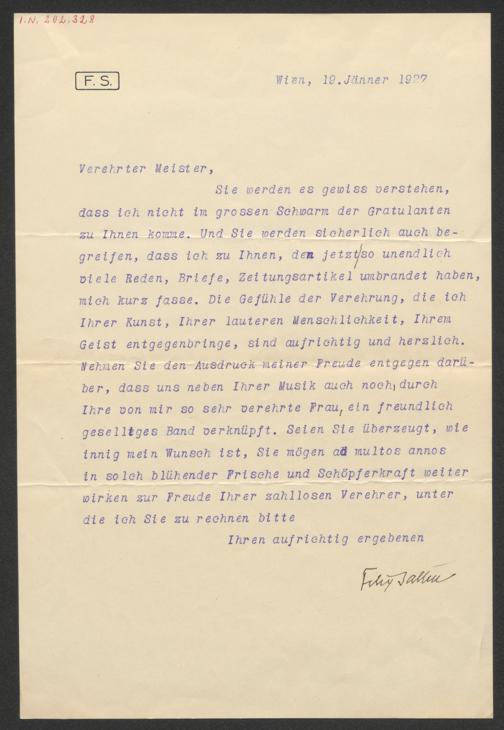 I.N. 202.328
F. S.
Wien, 19.Jänner 1927
Verehrter Meister,
Sie werden es gewiss verstehen,
dass ich nicht im grossen Schwarm der Gratulanten
zu Ihnen komme. Und Sie werden sicherlich auch be-
greifen, dass ich zu Ihnen, den jetzt/so unendlich
viele Reden, Briefe, Zeitungsartikel umbrandet haben,
mich kurz fasse. Die Gefühle der Verehrung, die ich
Ihrer Kunst, Ihrer lauteren Menschlichkeit, Ihrem
Geist entgegenbringe, sind aufrichtig und herzlich.
Nehmen Sie den Ausdruck meiner Freude entgegen darü-
ber, dass uns neben Ihrer Musik auch noch, durch
Ihre von mir so sehr verehrte Frau, ein freundlich
geselliges Band verknüpft. Seien Sie überzeugt, wie
innig mein Wunsch ist, Sie mögen ad multos annos
in solch blühender Frische und Schöpferkraft weiter
wirken zur Freude Ihrer zahllosen Verehrer, unter
die ich Sie zu rechnen bitte
Ihren aufrichtig ergebenen
Felix Salten